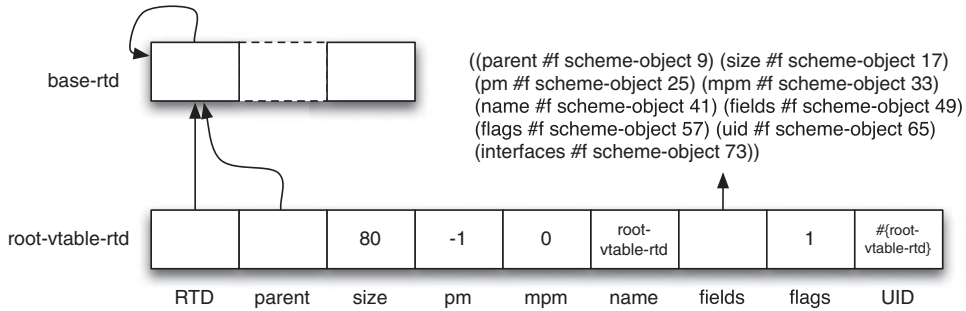 ((parent #f scheme-object 9) (size #f scheme-object 17)
(pm #f scheme-object 25) (mpm #f scheme-object 33)
(name #f scheme-object 41) (fields #f scheme-object 49)
(flags #f scheme-object 57) (uid #f scheme-object 65)
(interfaces #f scheme-object 73))
base-rtd
root-vtable-rtd
80
-1
0
root-
vtable-rtd
1
#{root-
vtable-rtd}
RTD parent size pm mpm name fields flags UID